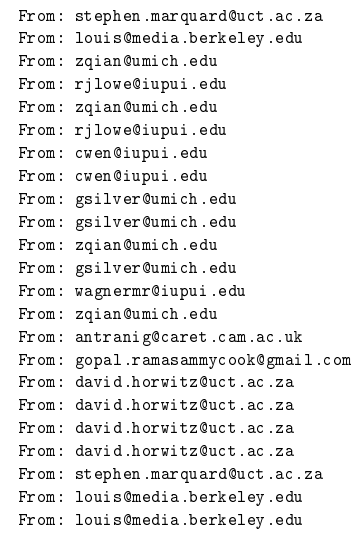 From: stephen.marquard@uct.ac.za
From: louis@media.berkeley.edu
From: zqian@umich.edu
From: rjlowe@iupui.edu
From: zqian@umich.edu
From: rjlowe@iupui.edu
From: cwen@iupui.edu
From: cwen@iupui.edu
From: gsilver@umich.edu
From: gsilver@umich.edu
From: zqian@umich.edu
From: gsilver@umich.edu
From: wagnermr@iupui.edu
From: zqian@umich.edu
From: antranig@caret.cam.ac.uk
From: gopal.ramasammycook@gmail.com
From: david.horwitz@uct.ac.za
From: david.horwitz@uct.ac.za
From: david.horwitz@uct.ac.za
From: david.horwitz@uct.ac.za
From: stephen.marquard@uct.ac.za
From: louis@media.berkeley.edu
From: louis@media.berkeley.edu